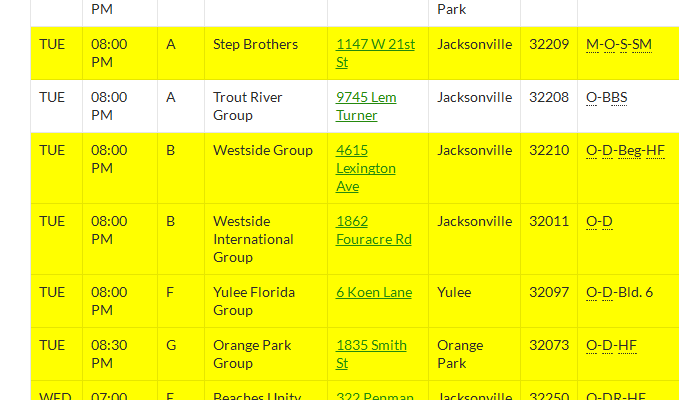 PM Park
TUE 08:00 A Step Brothers 1147 W 21st Jacksonville 32209 M-O-S-SM
PM St
TUE 08:00 A Trout River 9745 Lem Jacksonville 32208 O-BBS
PM Group Turner
TUE 08:00 B Westside Group 4615 Jacksonville 32210 O-D-Beg-HF
PM Lexington
Ave
TUE 08:00 B Westside 1862 Jacksonville 32011 O-D
PM International Fouracre Rd
Group
TUE 08:00 F Yulee Florida 6 Koen Lane Yulee 32097 O-D-Bld. 6
PM Group
TUE 08:30 G Orange Park 1835 Smith Orange 32073 O-D-HF
PM Group St Park
WED 07:00 F Beaches Unity 322 Penman Jacksonville 32250 O-DR-HF